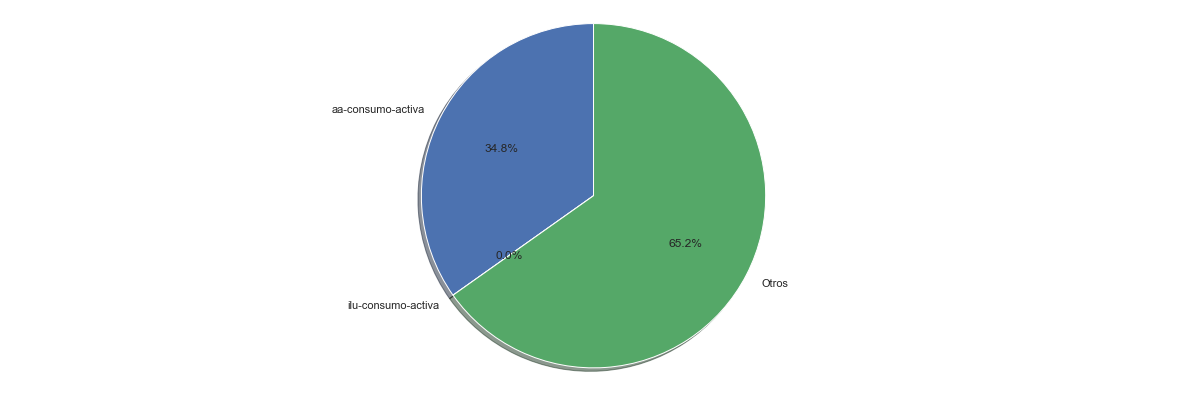 aa-consumo-activa
34.8%
0.0%
65.2%
Otros
ilu-consumo-activa